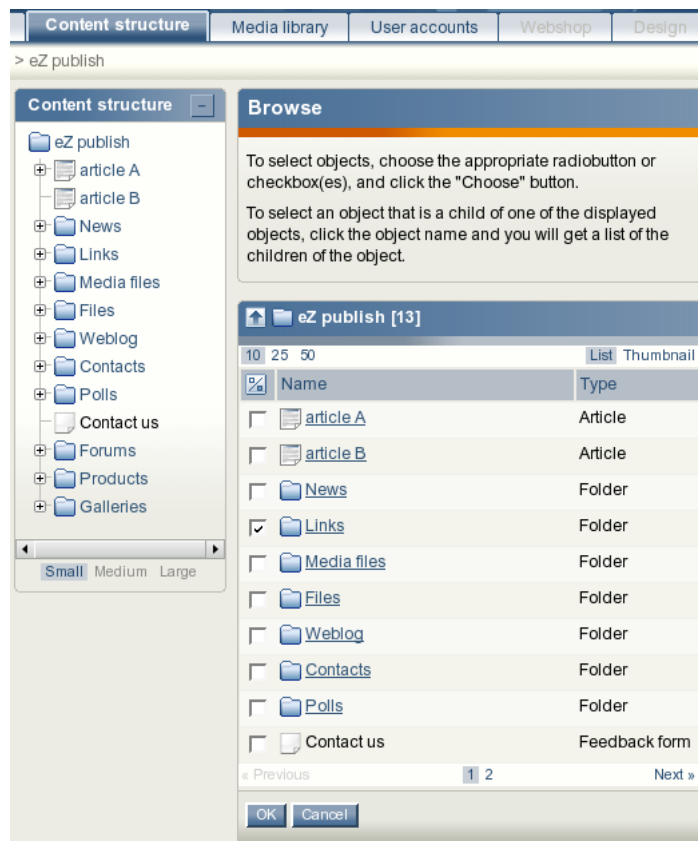 Content structure Media library User accounts Webshop Design
> eZ publish
Content structure –
eZ publish
article A
article B
News
Links
Media files
Files
Weblog
Contacts
Polls
Contact us
Forums
Products
Galleries
Small Medium Large
Browse
To select objects, choose the appropriate radiobutton or
checkbox(es), and click the "Choose" button.
To select an object that is a child of one of the displayed
objects, click the object name and you will get a list of the
children of the object.
eZ publish [13]
10 25 50 List Thumbnail
Name Type
article A Article
article B Article
News Folder
Links Folder
Media files Folder
Files Folder
Weblog Folder
Contacts Folder
Polls Folder
Contact us Feedback form
« Previous 1 2 Next »
OK Cancel